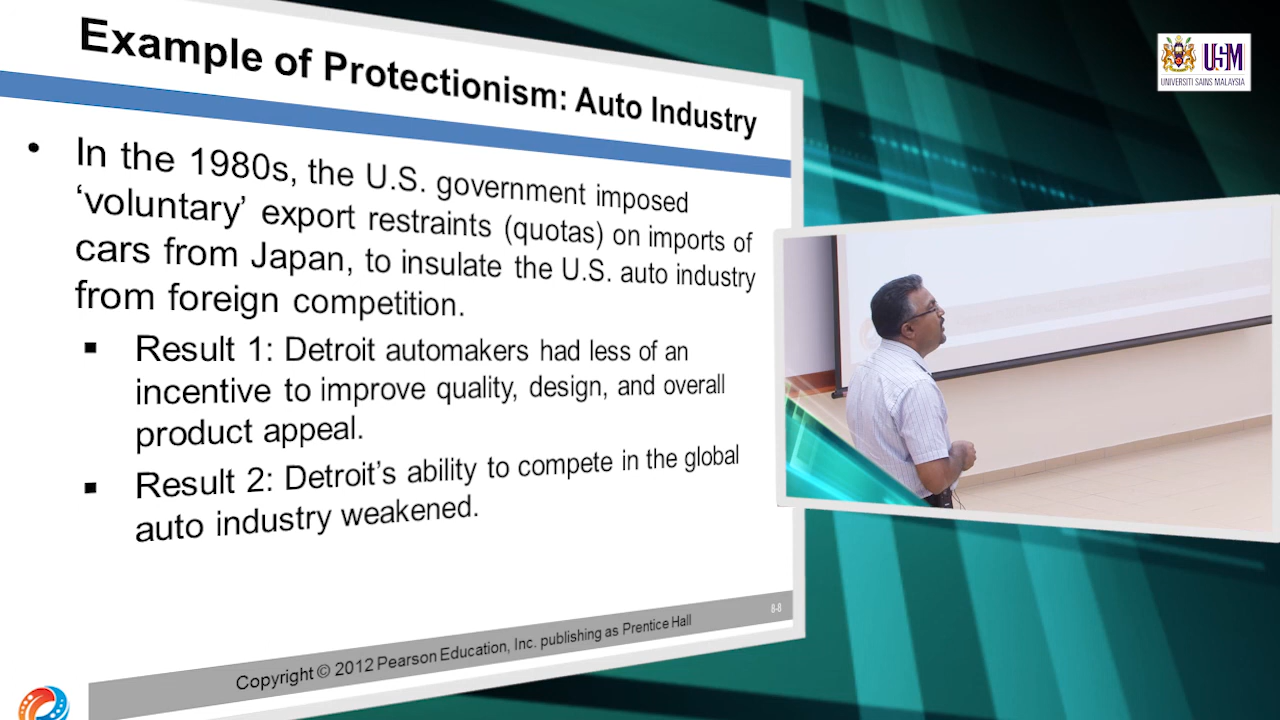 Example of Protectionism: Auto Industry
• In the 1980s, the U.S. government imposed
‘voluntary’ export restraints (quotas) on imports of
cars from Japan, to insulate the U.S. auto industry
from foreign competition.
▪ Result 1: Detroit automakers had less of an
incentive to improve quality, design, and overall
product appeal.
▪ Result 2: Detroit’s ability to compete in the global
auto industry weakened.
8-8
Copyright © 2012 Pearson Education, Inc. publishing as Prentice Hall
USM
UNIVERSITI SAINS MALAYSIA